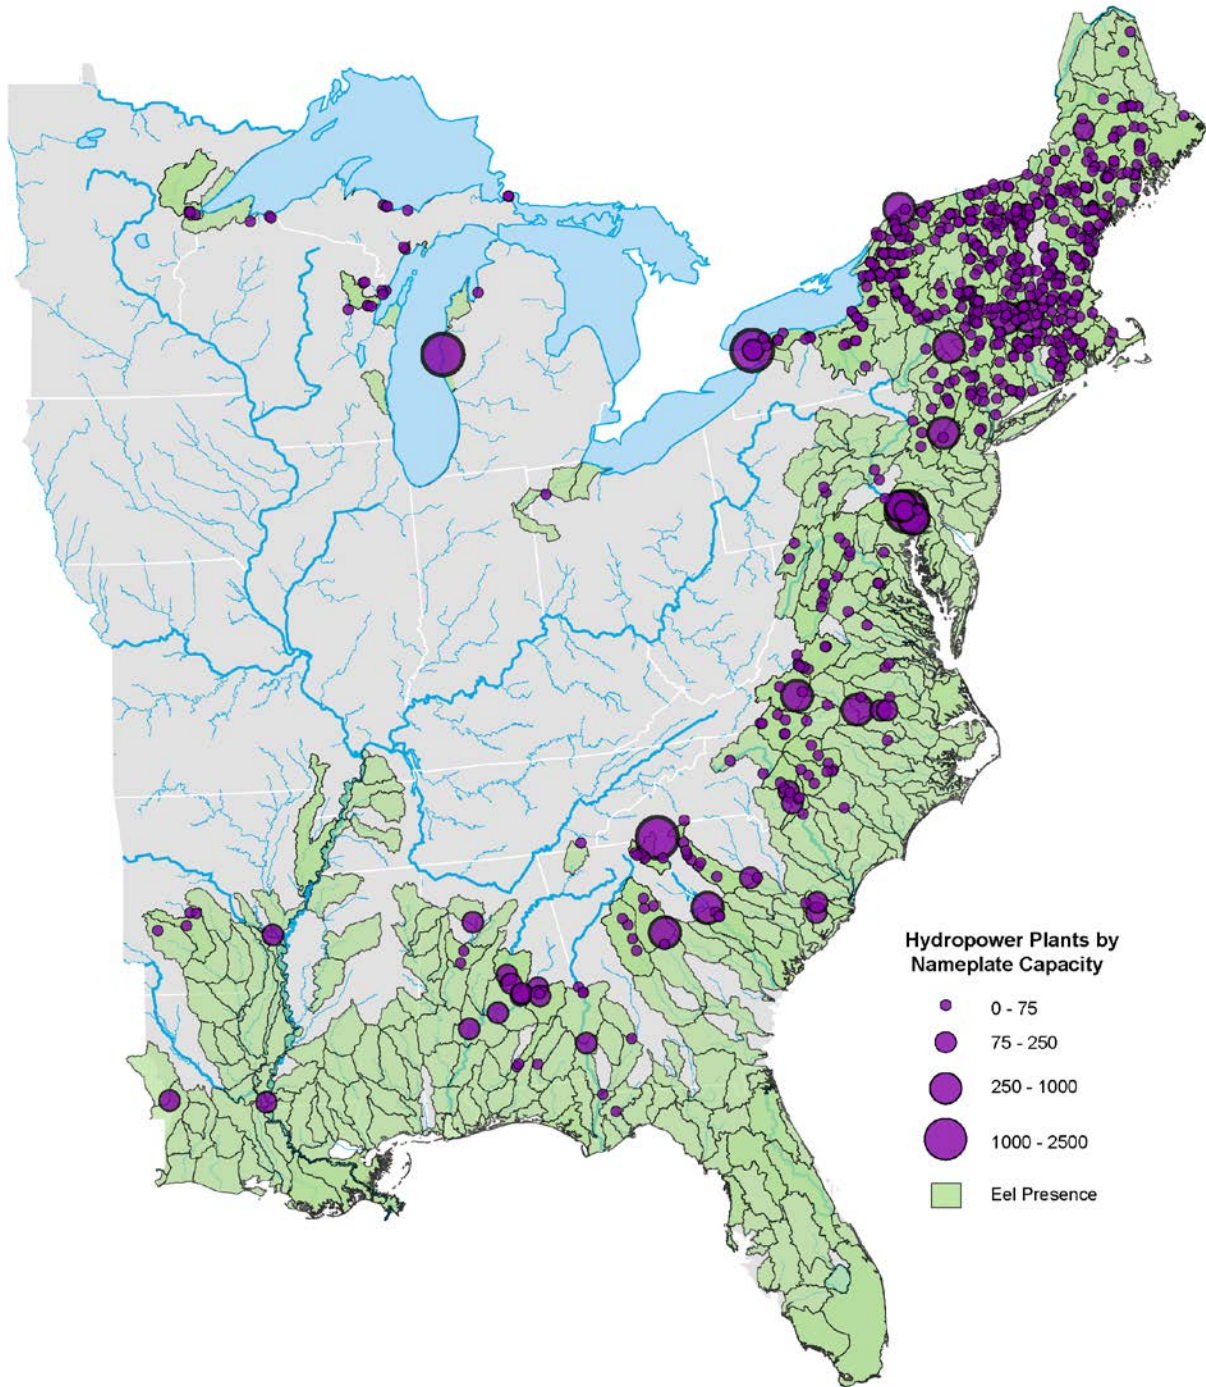 Hydropower Plants by
Nameplate Capacity
0 - 75
75 - 250
250 - 1000
1000 - 2500
Eel Presence